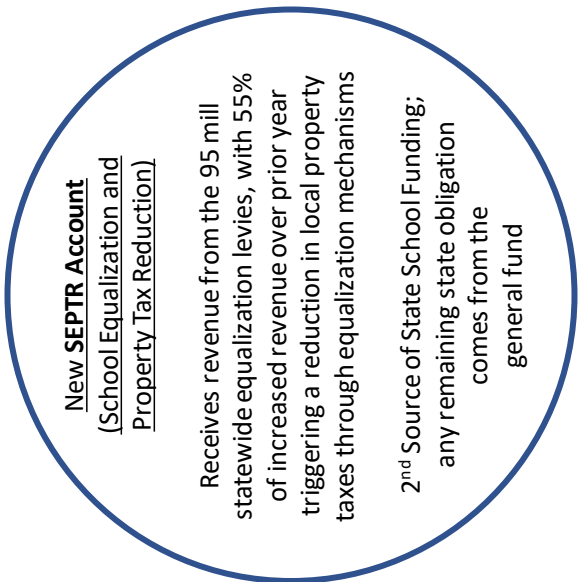 New SEPTR Account
(School Equalization and
Property Tax Reduction)
Receives revenue from the 95 mill
statewide equalization levies, with 55%
of increased revenue over prior year
triggering a reduction in local property
taxes through equalization mechanisms
2nd Source of State School Funding;
any remaining state obligation
comes from the
general fund